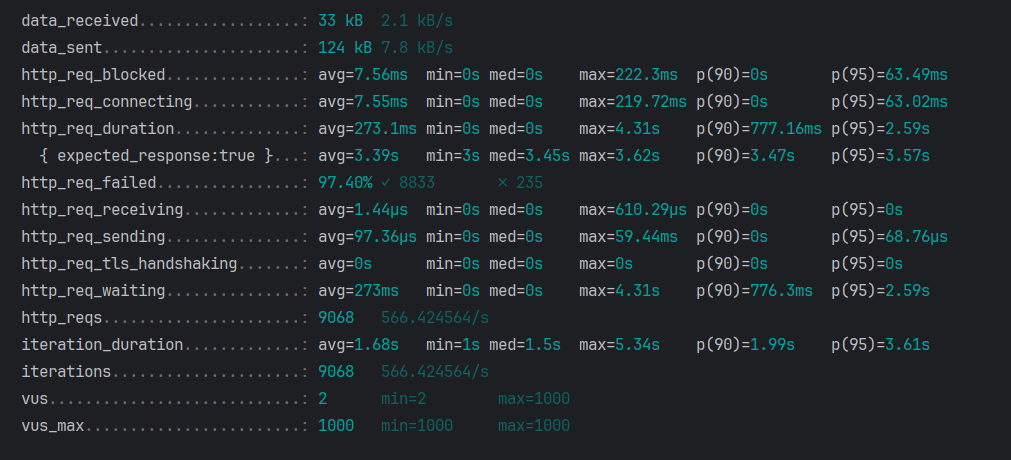 data_received..................: 33 kB 2.1 kB/s
data_sent......................: 124 kB 7.8 kB/s
http_req_blocked...............: avg=7.56ms min=0s med=0s max=222.3ms p(90)=0s p(95)=63.49ms
http_req_connecting............: avg=7.55ms min=0s med=0s max=219.72ms p(90)=0s p(95)=63.02ms
http_req_duration..............: avg=273.1ms min=0s med=0s max=4.31s p(90)=777.16ms p(95)=2.59s
{ expected_response:true }...: avg=3.39s min=3s med=3.45s max=3.62s p(90)=3.47s p(95)=3.57s
http_req_failed................: 97.40% ✓ 8833 ✗ 235
http_req_receiving.............: avg=1.44µs min=0s med=0s max=610.29µs p(90)=0s p(95)=0s
http_req_sending...............: avg=97.36µs min=0s med=0s max=59.44ms p(90)=0s p(95)=68.76µs
http_req_tls_handshaking.......: avg=0s min=0s med=0s max=0s p(90)=0s p(95)=0s
http_req_waiting...............: avg=273ms min=0s med=0s max=4.31s p(90)=776.3ms p(95)=2.59s
http_reqs......................: 9068 566.424564/s
iteration_duration.............: avg=1.68s min=1s med=1.5s max=5.34s p(90)=1.99s p(95)=3.61s
iterations.....................: 9068 566.424564/s
vus............................: 2 min=2 max=1000
vus_max........................: 1000 min=1000 max=1000